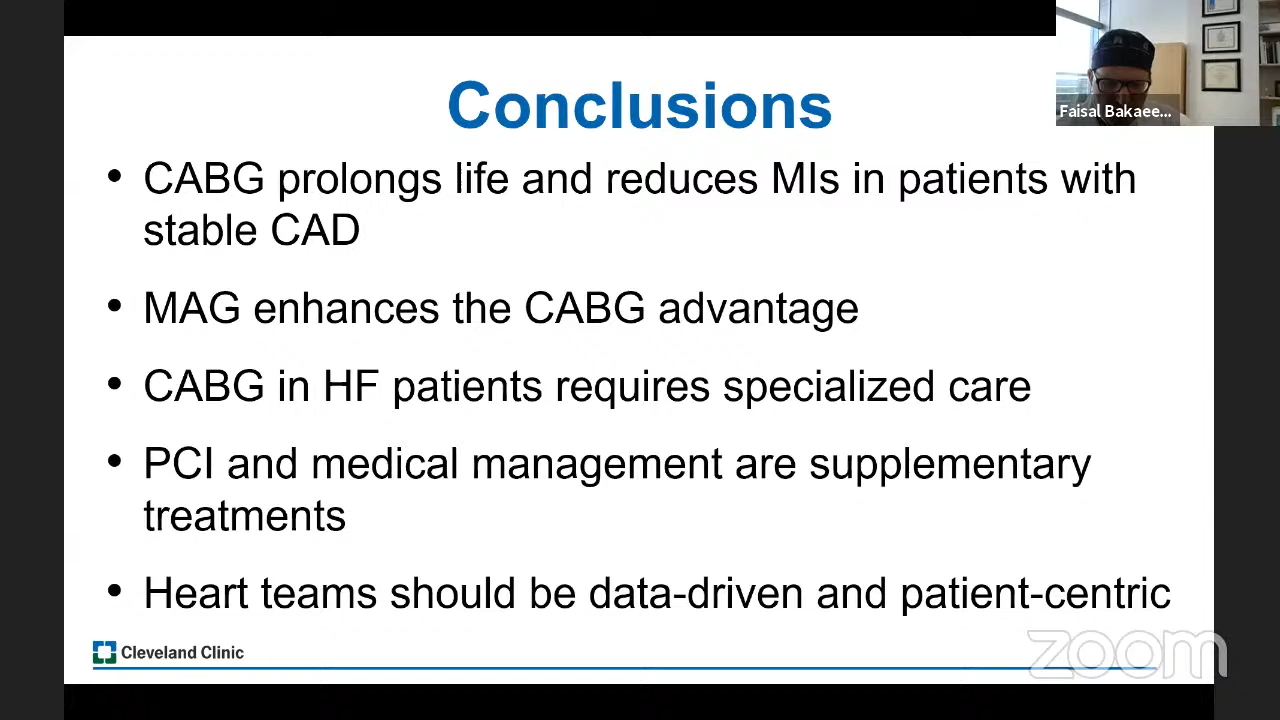 Conclusions
Faisal Bakaee...
• CABG prolongs life and reduces MIs in patients with
stable CAD
• MAG enhances the CABG advantage
• CABG in HF patients requires specialized care
• PCI and medical management are supplementary
treatments
• Heart teams should be data-driven and patient-centric
Cleveland Clinic
zoom